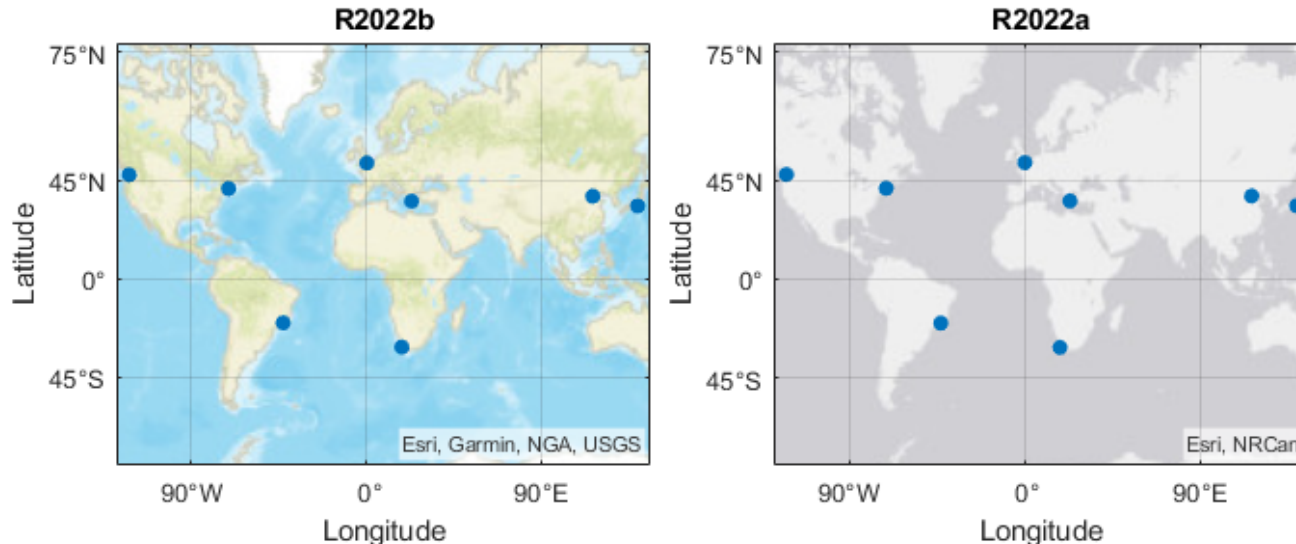 R2022b
75°N
45°N
0°
45°S
Latitude
Esri, Garmin, NGA, USGS
90°W
0°
90°E
Longitude
R2022a
75°N
45°N
0°
45°S
Latitude
Esri, NRCan
90°W
0°
90°E
Longitude